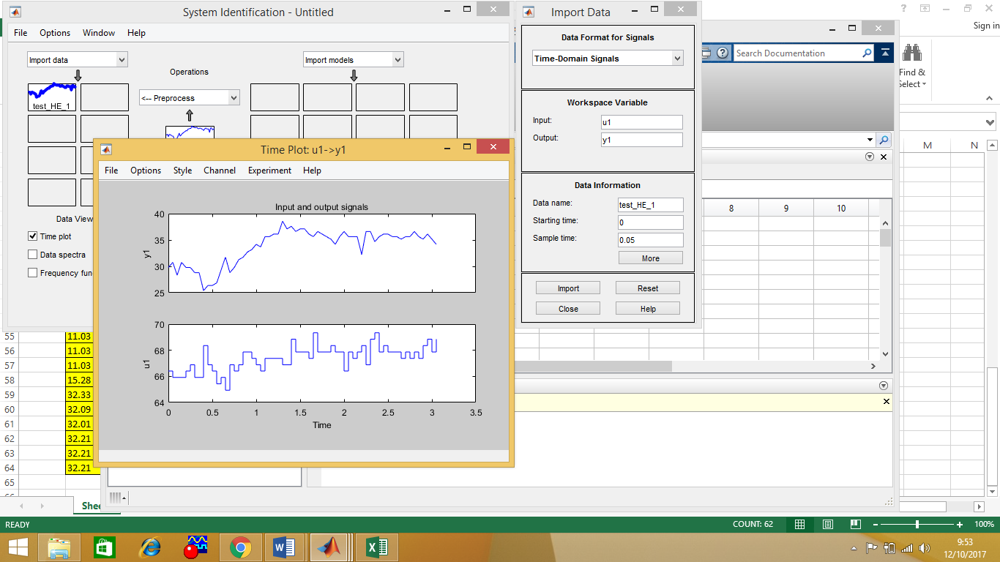 System Identification - Untitled
File Options Window Help
Import data
Import models
Operations
<-- Preprocess
test_HE_1
Data View
Time plot
Data spectra
Frequency fun
Time Plot: u1->y1
File Options Style Channel Experiment Help
Input and output signals
40
35
30
25
y1
70
68
66
64
u1
0 0.5 1 1.5 2 2.5 3 3.5
Time
Import Data
Data Format for Signals
Time-Domain Signals
Workspace Variable
Input: u1
Output: y1
Data Information
Data name: test_HE_1
Starting time: 0
Sample time: 0.05
More
Import Reset
Close Help
Search Documentation
Sign in
Find &
elect
M N
8 9 10
55 11.03
56 11.03
57 11.03
58 15.28
59 32.33
60 32.09
61 32.01
62 32.21
63 32.21
64 32.21
65
Shee
READY
COUNT: 62
100%
9:53
12/10/2017